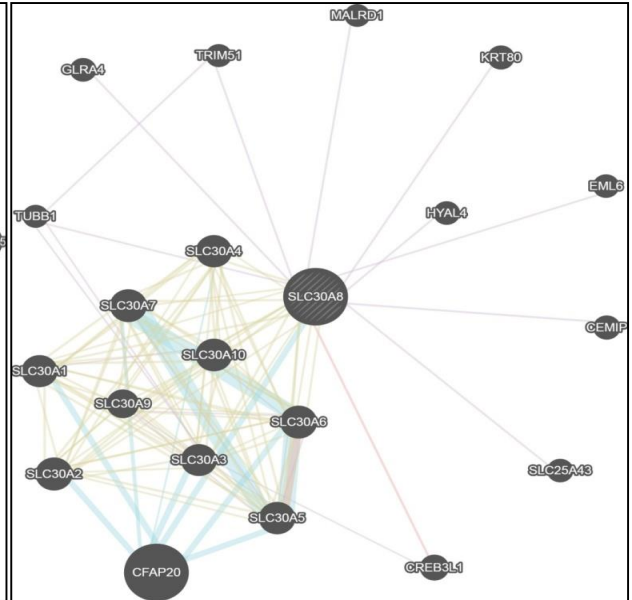 MALRD1
TRIM51
KRT80
GLRA4
EML6
HYAL4
TUBB1
SLC30A4
SLC30A8
SLC30A7
CEMIP
SLC30A10
SLC30A1
SLC30A9
SLC30A6
SLC30A3
SLC25A43
SLC30A2
SLC30A5
CREB3L1
CFAP20